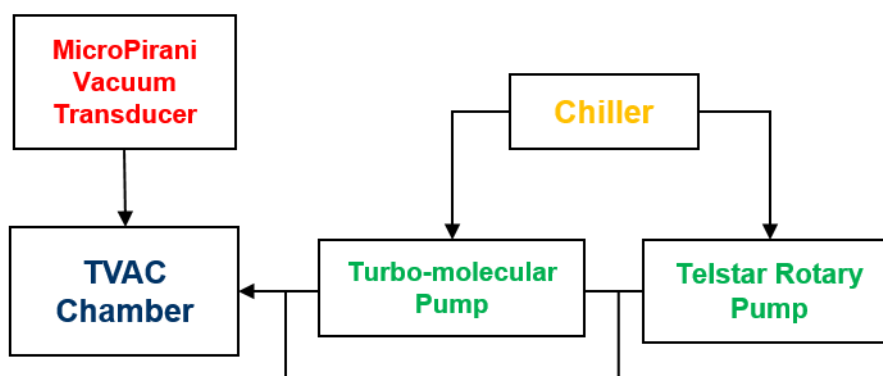 MicroPirani
Vacuum
Transducer
Chiller
TVAC
Chamber
Turbo-molecular
Pump
Telstar Rotary
Pump